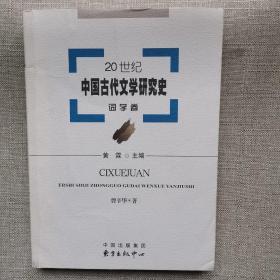 20世纪
中国古代文学研究史
词学卷
黄霖○主编
CIXUEJUAN
ERSHI SHIJI ZHONGGUO GUDAI WENXUE YANJIUSHI
曹辛华·著
中国出版集团
东方出版中心